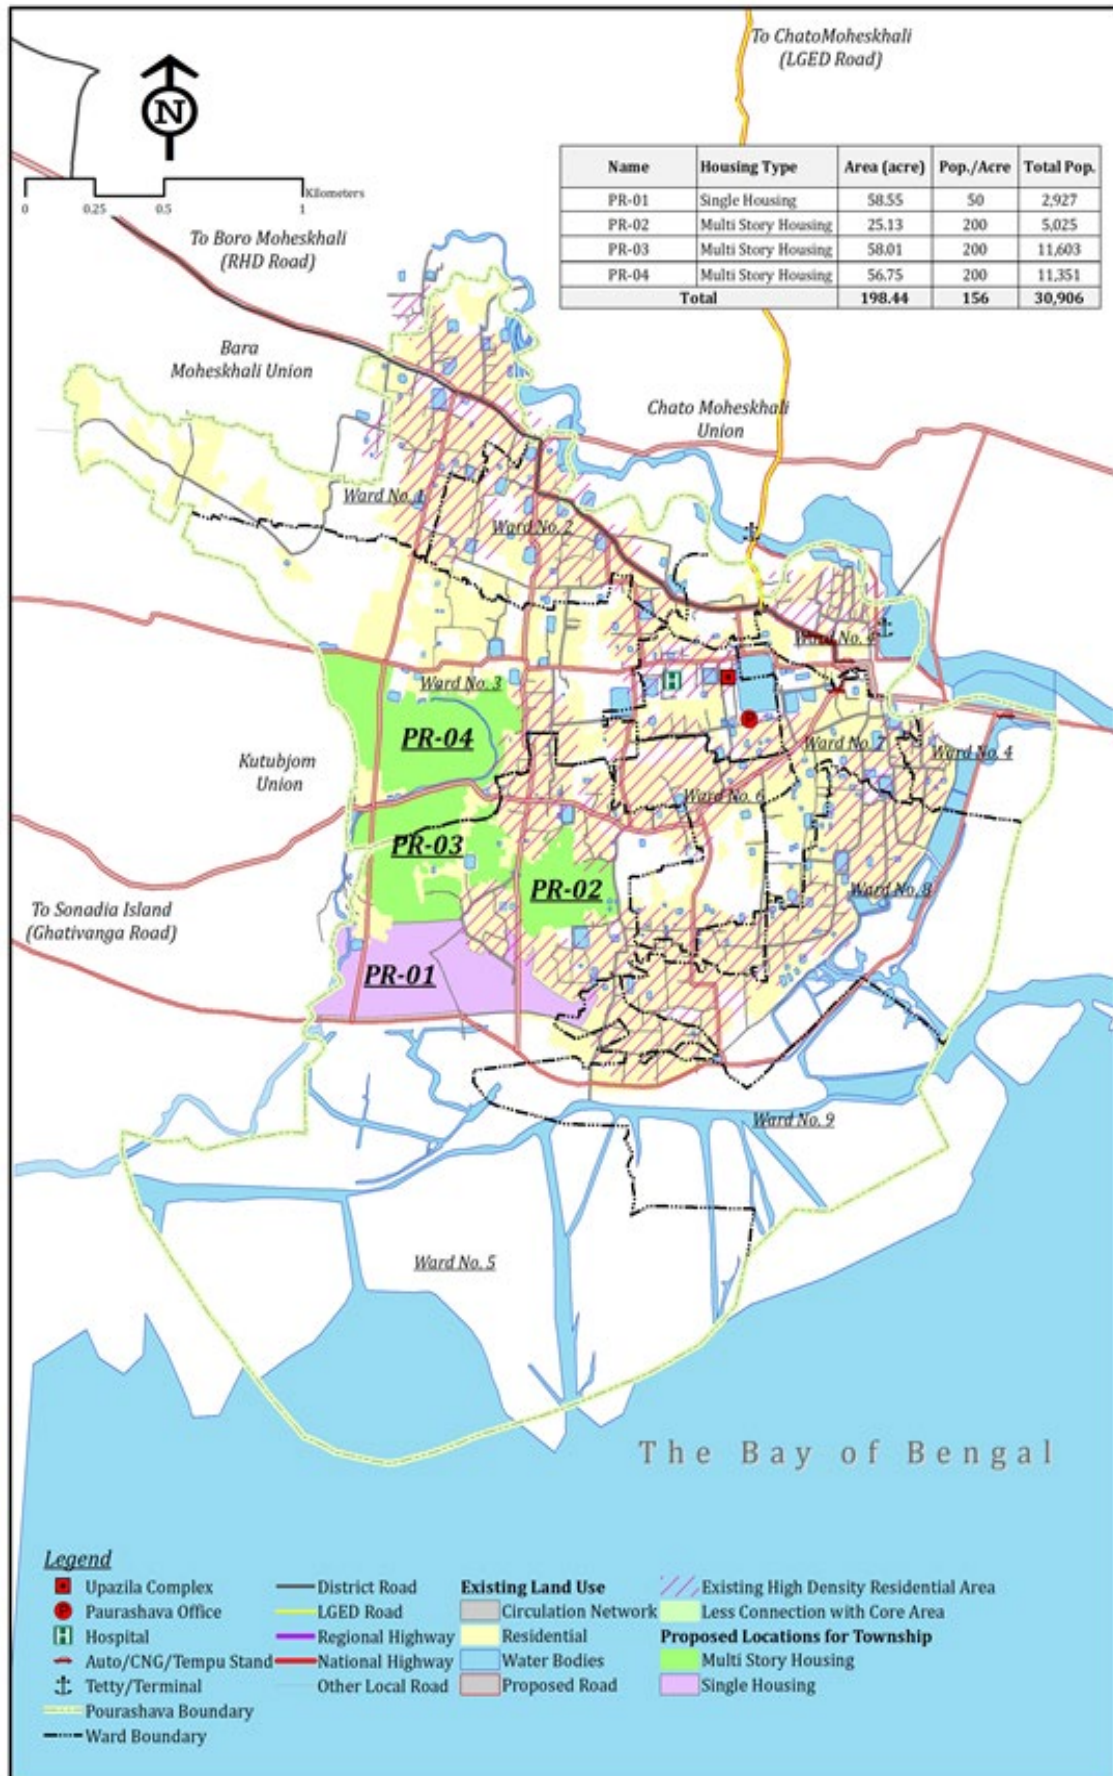 To ChatoMoheskhali
(LGED Road)
N
Kilometers
0 0.25 0.5 1
Name Housing Type Area (acre) Pop./Acre Total Pop.
PR-01 Single Housing 58.55 50 2,927
PR-02 Multi Story Housing 25.13 200 5,025
PR-03 Multi Story Housing 58.01 200 11,603
PR-04 Multi Story Housing 56.75 200 11,351
Total 198.44 156 30,906
To Boro Moheskhali
(RHD Road)
Bara
Moheskhali Union
Chato Moheskhali
Union
Ward No. 1
Ward No. 2
Ward No. 4
H
Ward No. 3
P
PR-04
Ward No. 7
Ward No. 4
Kutubjom
Union
Ward No. 6
PR-03
PR-02
Ward No. 8
To Sonadia Island
(Ghativanga Road)
PR-01
Ward No. 9
Ward No. 5
The Bay of Bengal
Legend
Upazila Complex
P Paurashava Office
H Hospital
Auto/CNG/Tempu Stand
Tetty/Terminal
Pourashava Boundary
Ward Boundary
District Road
LGED Road
Regional Highway
National Highway
Other Local Road
Existing Land Use
Circulation Network
Residential
Water Bodies
Proposed Road
Existing High Density Residential Area
Less Connection with Core Area
Proposed Locations for Township
Multi Story Housing
Single Housing